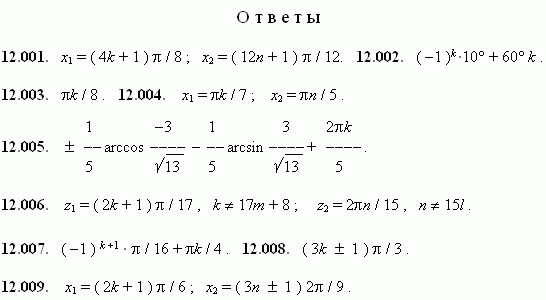 Ответы
12.001. x₁ = ( 4k + 1 ) π / 8 ; x₂ = ( 12n + 1 ) π / 12. 12.002. ( −1 )ᵏ·10° + 60° k .
12.003. πk / 8 . 12.004. x₁ = πk / 7 ; x₂ = πn / 5 .
1 −3 1 3 2πk
12.005. ± ---- arccos ---- − ---- arcsin ---- + ---- .
5 √13 5 √13 5
12.006. z₁ = ( 2k + 1 ) π / 17 , k ≠ 17m + 8 ; z₂ = 2πn / 15 , n ≠ 15l .
12.007. ( −1 ) ᵏ⁺¹ · π / 16 + πk / 4 . 12.008. ( 3k ± 1 ) π / 3 .
12.009. x₁ = ( 2k + 1 ) π / 6 ; x₂ = ( 3n ± 1 ) 2π / 9 .